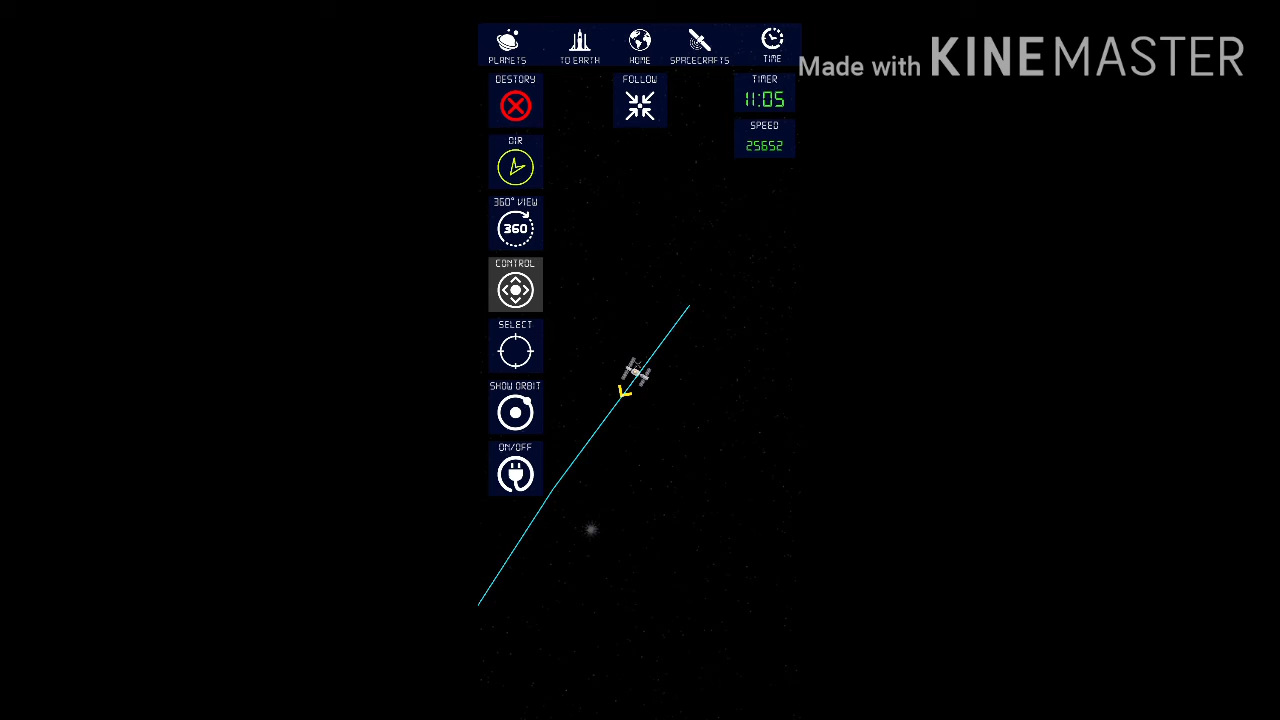 PLANETS
TO EARTH
HOME
SPACECRAFTS
TIME
Made with KINEMASTER
DESTORY
FOLLOW
TIMER
11:05
DIR
SPEED
25652
360° VIEW
360
CONTROL
SELECT
SHOW ORBIT
ON/OFF